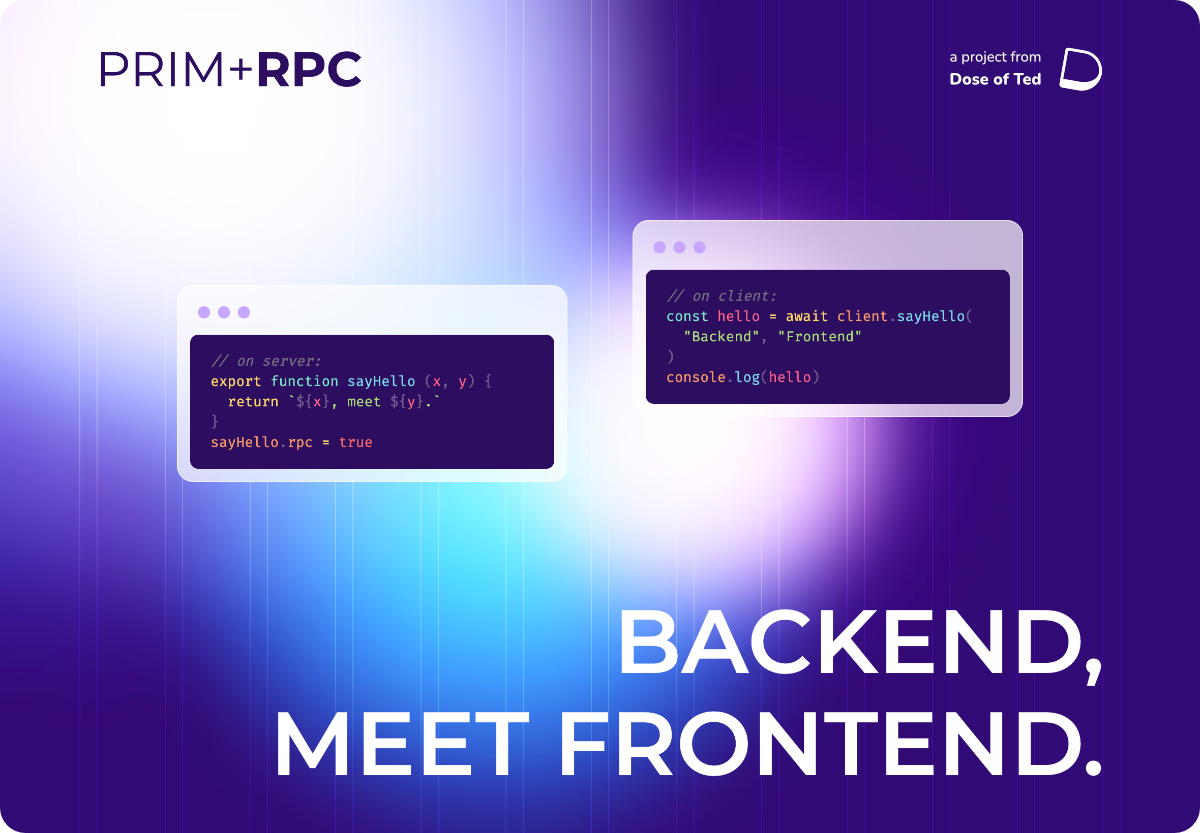 PRIM+RPC
a project from
Dose of Ted
// on server:
export function sayHello (x, y) {
  return `${x}, meet ${y}.`
}
sayHello.rpc = true
// on client:
const hello = await client.sayHello(
  "Backend", "Frontend"
)
console.log(hello)
BACKEND,
MEET FRONTEND.